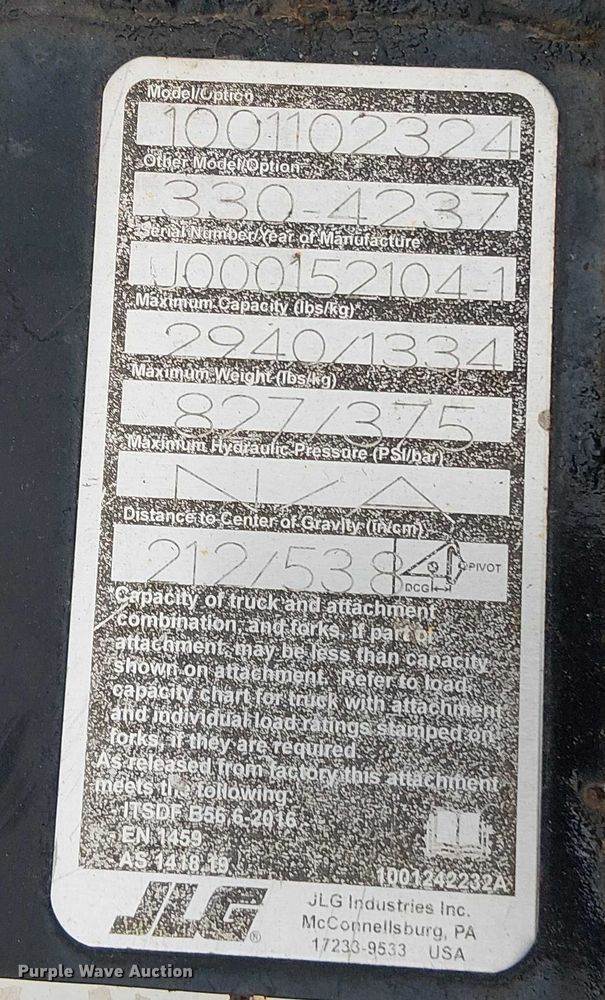 Model/Option
1001102324
Other Model/Option
330-4237
Serial Number/Year of Manufacture
J000152104-1
Maximum Capacity (lbs/kg)
2940/1334
Maximum Weight (lbs/kg)
827/375
Maximum Hydraulic Pressure (PSI/bar)
N/A
Distance to Center of Gravity (in/cm)
212/538
PIVOT
DCG
Capacity of truck and attachment
combination, and forks, if part of
attachment, may be less than capacity
shown on attachment. Refer to load
capacity chart for truck with attachment
and individual load ratings stamped on
forks, if they are required.
As released from factory this attachment
meets the following:
ITSDF B56.6-2016
EN 1459
AS 1418.19
1001242232A
JLG®
JLG Industries Inc.
McConnellsburg, PA
17233-9533 USA
Purple Wave Auction